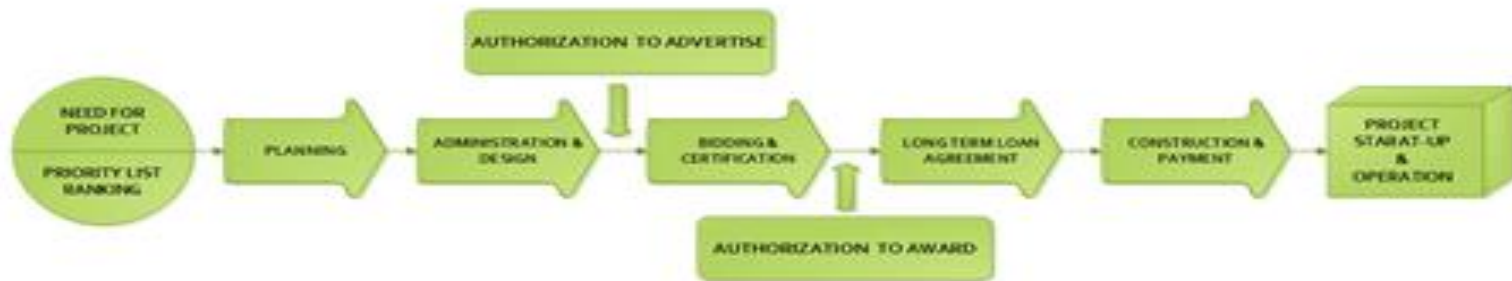 AUTHORIZATION TO ADVERTISE
NEED FOR
PROJECT
PRIORITY LIST
RANKING
PLANNING
ADMINISTRATION &
DESIGN
BIDDING &
CERTIFICATION
LONG TERM LOAN
AGREEMENT
CONSTRUCTION &
PAYMENT
PROJECT
STARAT-UP
&
OPERATION
AUTHORIZATION TO AWARD